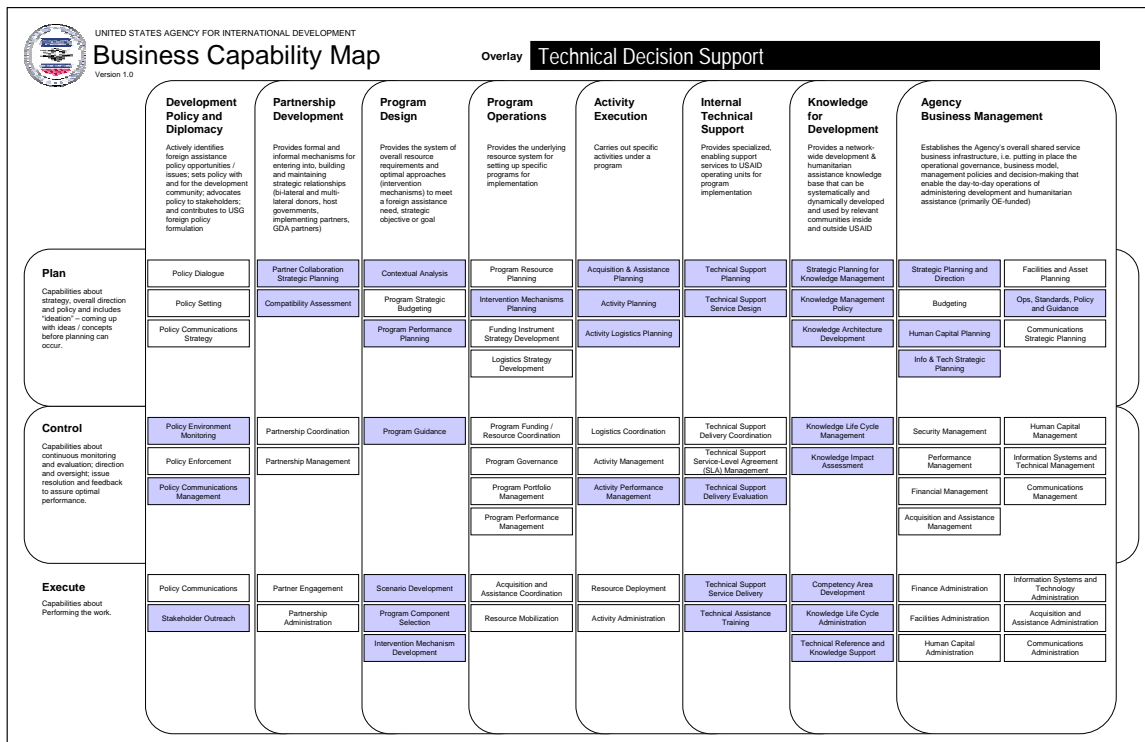 UNITED STATES AGENCY FOR INTERNATIONAL DEVELOPMENT
Business Capability Map
Version 1.0
Overlay
Technical Decision Support
Development
Policy and
Diplomacy
Actively identifies
foreign assistance
policy opportunities /
issues; sets policy with
and for the development
community; advocates
policy to stakeholders;
and contributes to USG
foreign policy
formulation
Partnership
Development
Provides formal and
informal mechanisms for
entering into, building
and maintaining
strategic relationships
(bi-lateral and multi-
lateral donors, host
governments,
implementing partners,
GDA partners)
Program
Design
Provides the system of
overall resource
requirements and
optimal approaches
(intervention
mechanisms) to meet
a foreign assistance
need, strategic
objective or goal
Program
Operations
Provides the underlying
resource system for
setting up specific
programs for
implementation
Activity
Execution
Carries out specific
activities under a
program
Internal
Technical
Support
Provides specialized,
enabling support
services to USAID
operating units for
program
implementation
Knowledge
for
Development
Provides a network-
wide development &
humanitarian
assistance knowledge
base that can be
systematically and
dynamically developed
and used by relevant
communities inside
and outside USAID
Agency
Business Management
Establishes the Agency's overall shared service
business infrastructure, i.e. putting in place the
operational governance, business model,
management policies and decision-making that
enable the day-to-day operations of
administering development and humanitarian
assistance (primarily OE-funded)
Plan
Capabilities about
strategy, overall direction
and policy and includes
"ideation" – coming up
with ideas / concepts
before planning can
occur.
Policy Dialogue
Policy Setting
Policy Communications
Strategy
Partner Collaboration
Strategic Planning
Compatibility Assessment
Contextual Analysis
Program Strategic
Budgeting
Program Performance
Planning
Program Resource
Planning
Intervention Mechanisms
Planning
Funding Instrument
Strategy Development
Logistics Strategy
Development
Acquisition & Assistance
Planning
Activity Planning
Activity Logistics Planning
Technical Support
Planning
Technical Support
Service Design
Strategic Planning for
Knowledge Management
Knowledge Management
Policy
Knowledge Architecture
Development
Strategic Planning and
Direction
Budgeting
Human Capital Planning
Info & Tech Strategic
Planning
Facilities and Asset
Planning
Ops, Standards, Policy
and Guidance
Communications
Strategic Planning
Control
Capabilities about
continuous monitoring
and evaluation; direction
and oversight; issue
resolution and feedback
to assure optimal
performance.
Policy Environment
Monitoring
Policy Enforcement
Policy Communications
Management
Partnership Coordination
Partnership Management
Program Guidance
Program Funding /
Resource Coordination
Program Governance
Program Portfolio
Management
Program Performance
Management
Logistics Coordination
Activity Management
Activity Performance
Management
Technical Support
Delivery Coordination
Technical Support
Service-Level Agreement
(SLA) Management
Technical Support
Delivery Evaluation
Knowledge Life Cycle
Management
Knowledge Impact
Assessment
Security Management
Performance
Management
Financial Management
Acquisition and Assistance
Management
Human Capital
Management
Information Systems and
Technical Management
Communications
Management
Execute
Capabilities about
Performing the work.
Policy Communications
Stakeholder Outreach
Partner Engagement
Partnership
Administration
Scenario Development
Program Component
Selection
Intervention Mechanism
Development
Acquisition and
Assistance Coordination
Resource Mobilization
Resource Deployment
Activity Administration
Technical Support
Service Delivery
Technical Assistance
Training
Competency Area
Development
Knowledge Life Cycle
Administration
Technical Reference and
Knowledge Support
Finance Administration
Facilities Administration
Human Capital
Administration
Information Systems and
Technology
Administration
Acquisition and
Assistance Administration
Communications
Administration